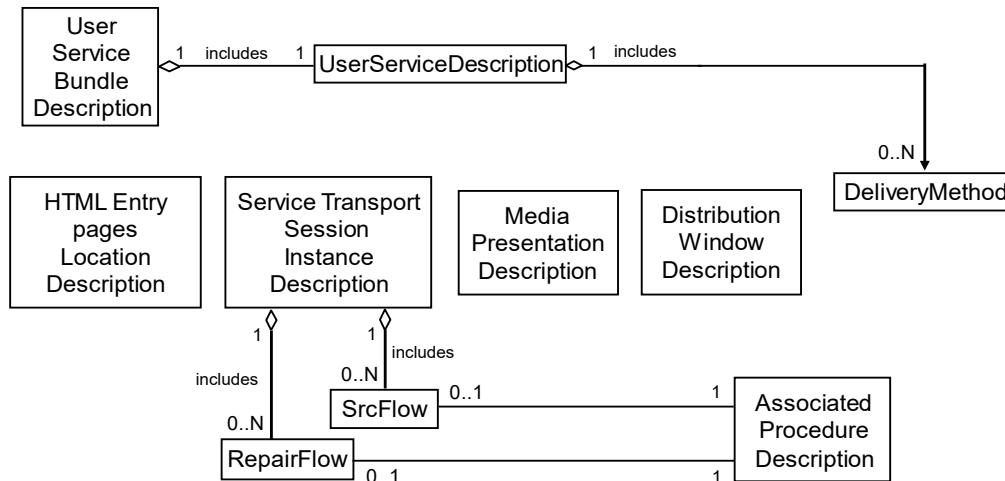 User
Service
Bundle
Description
1 includes 1
UserServiceDescription
1 includes
0..N
DeliveryMethod
HTML Entry
pages
Location
Description
Service Transport
Session
Instance
Description
Media
Presentation
Description
Distribution
Window
Description
1
1
includes
includes
0..N
0..N
SrcFlow
0..1
1
Associated
Procedure
Description
RepairFlow
0..1
1